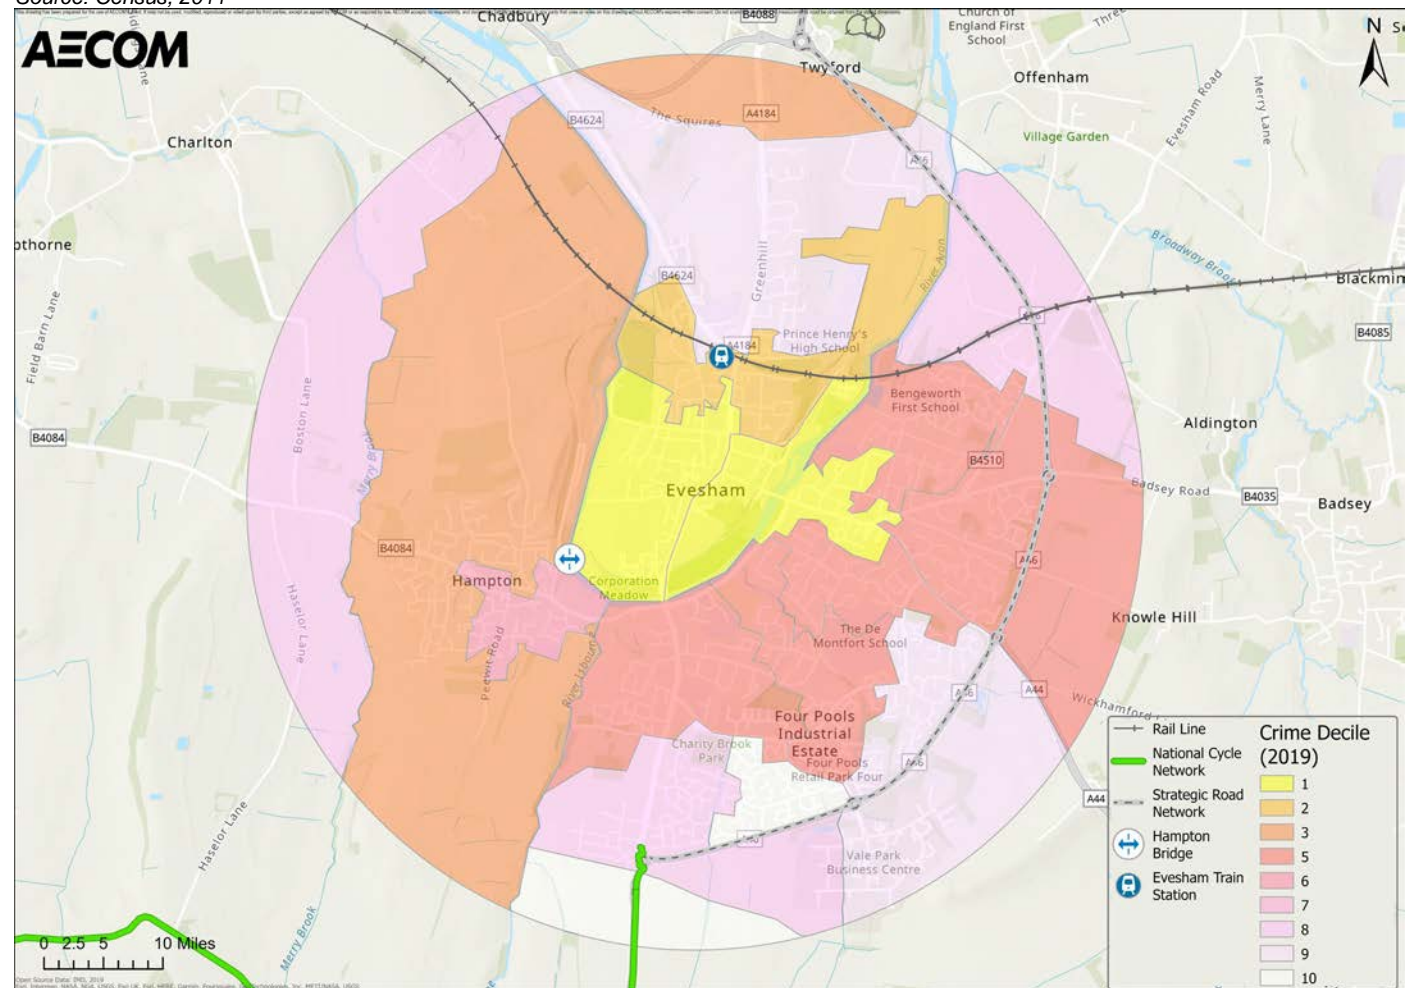 Source: Census, 2011
AECOM
Chadbury
B4088
Church of
England First
School
Three
N
Twyford
Offenham
Evesham Road
Merry Lane
Village Garden
Charlton
B4624
The Squires
A4184
A46
Broadway Brook
B4624
Greenhill
River Avon
Blackmin
Field Barn Lane
A4184
Prince Henry's
High School
A46
B4085
Boston Lane
Bengeworth
First School
Aldington
B4084
Merry Brook
B4510
Evesham
Badsey Road
B4035
Badsey
B4084
Hampton
Corporation
Meadow
A46
Haselor Lane
Knowle Hill
The De
Montfort School
Peewit Road
River Isbourne
A46
A44
Wickhamford
Four Pools
Industrial
Estate
Charity Brook
Park
Four Pools
Retail Park Four
A46
A44
Haselor Lane
Vale Park
Business Centre
Merry Brook
0 2.5 5 10 Miles
Rail Line
National Cycle
Network
Strategic Road
Network
Hampton
Bridge
Evesham Train
Station
Crime Decile
(2019)
1
2
3
5
6
7
8
9
10